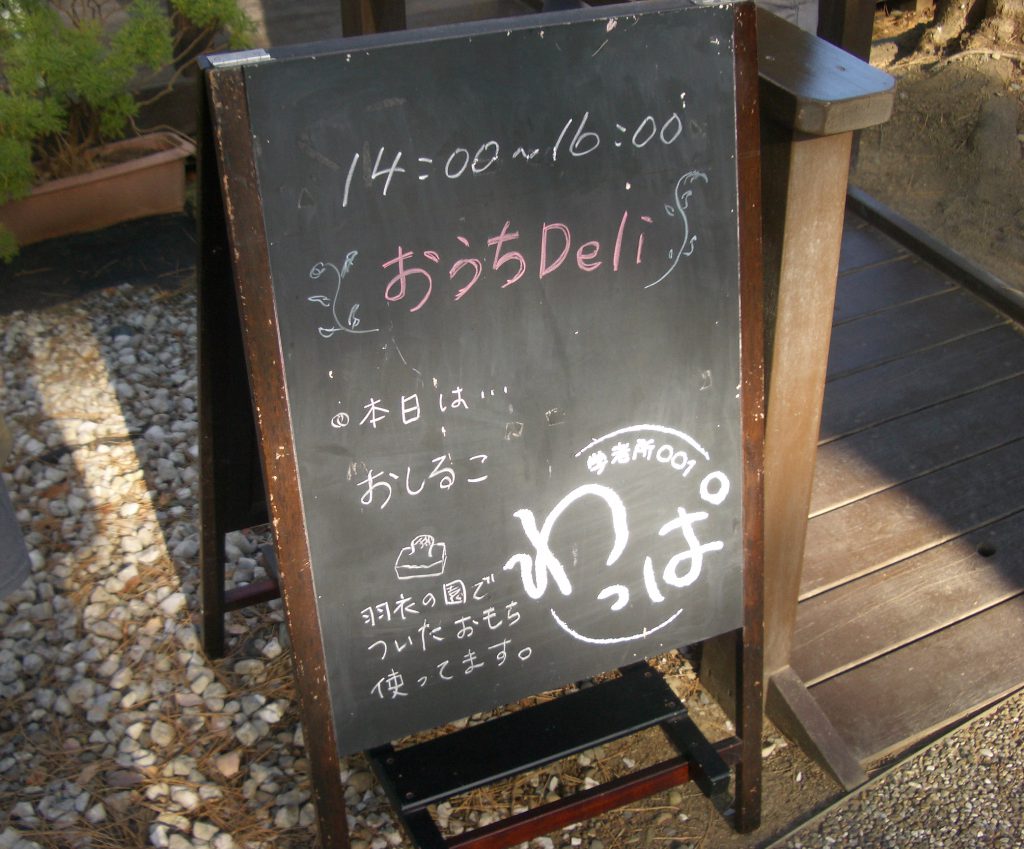 14:00~16:00
おうちDeli
本日は…
おしるこ
羽衣の園で
ついたおもち
使ってます。
学考所001
わっぱ。